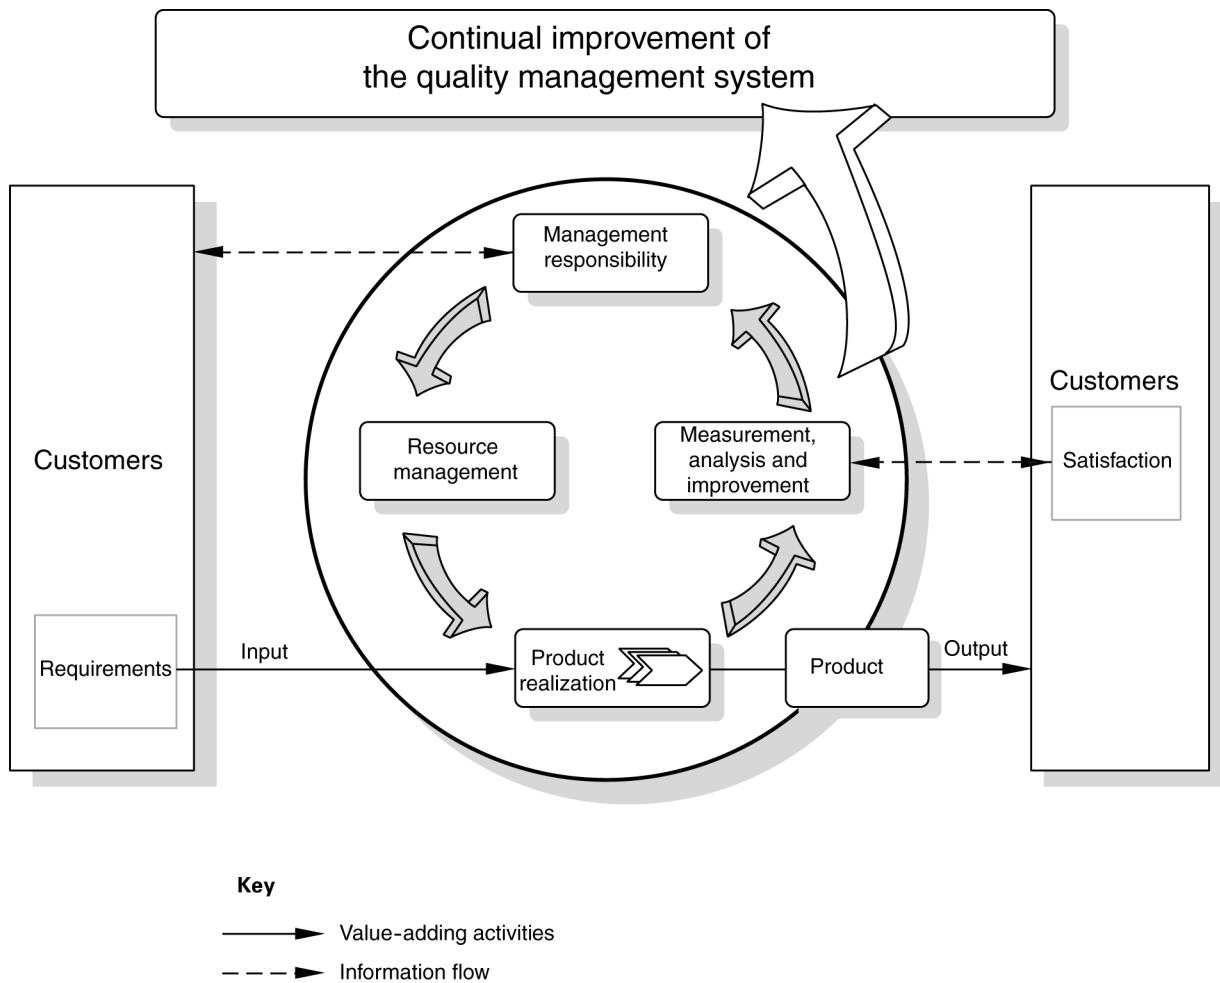 Continual improvement of
the quality management system
Management
responsibility
Customers
Resource
management
Measurement,
analysis and
improvement
Customers
Satisfaction
Requirements
Input
Product
realization
Product
Output
Key
Value-adding activities
Information flow